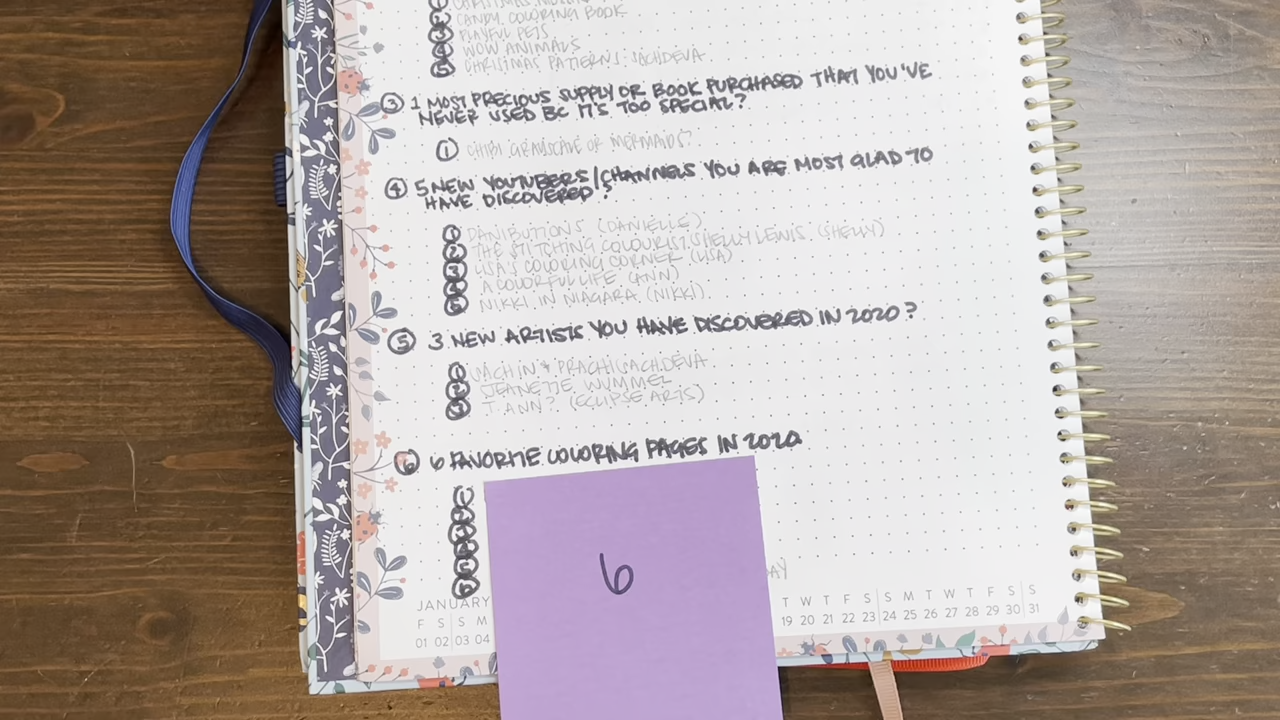 CANDY COLORING BOOK
PLAYFUL PETS
WOW ANIMALS
5 CHRISTMAS PATTERNS: SACHDEVA
3 1 MOST PRECIOUS SUPPLY OR BOOK PURCHASED THAT YOU'VE
NEVER USED BC IT'S TOO SPECIAL?
1 CHIBI GRAYSCALE OR MERMAIDS?
4 5 NEW YOUTUBERS/CHANNELS YOU ARE MOST GLAD TO
HAVE DISCOVERED?
1 DANIBUTTONS (DANIELLE)
2 THE STITCHING COLOURIST: SHELLY LEWIS (SHELLY)
3 LISA'S COLORING CORNER (LISA)
4 A COLORFUL LIFE (ANN)
5 NIKKI IN NIAGARA (NIKKI)
5 3 NEW ARTISTS YOU HAVE DISCOVERED IN 2020?
1 SACHIN + PRACHI SACHDEVA
2 JEANETTE WUMMEL
3 T. ANN? (ECLIPSE ARTS)
6 6 FAVORITE COLORING PAGES IN 2020
6
JANUARY
F S S M T W T F S S M T W T F S S
01 02 03 04 19 20 21 22 23 24 25 26 27 28 29 30 31